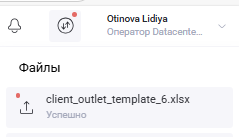 Otinova Lidiya
Оператор Datacente...
Файлы
client_outlet_template_6.xlsx
Успешно